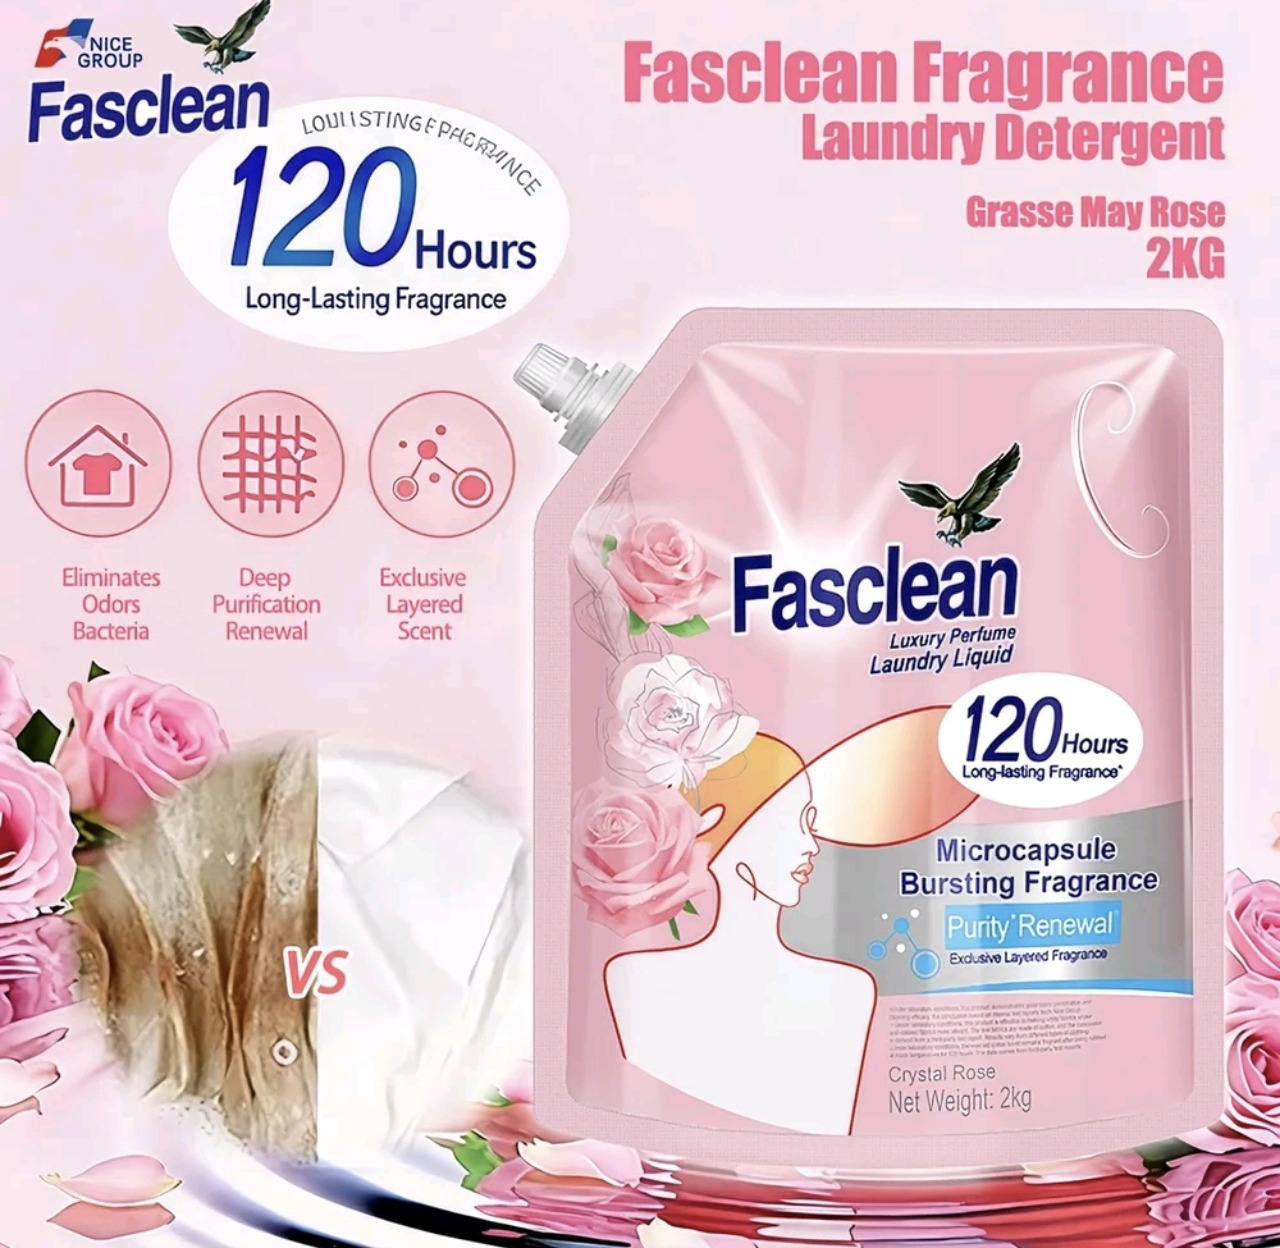 NICE
GROUP
Fasclean
120 Hours
Long-Lasting Fragrance
Fasclean Fragrance
Laundry Detergent
Grasse May Rose
2KG
Eliminates
Odors
Bacteria
Deep
Purification
Renewal
Exclusive
Layered
Scent
VS
Fasclean
Luxury Perfume
Laundry Liquid
120 Hours
Long-lasting Fragrance*
Microcapsule
Bursting Fragrance
Purity*Renewal
Exclusive Layered Fragrance
Crystal Rose
Net Weight: 2kg